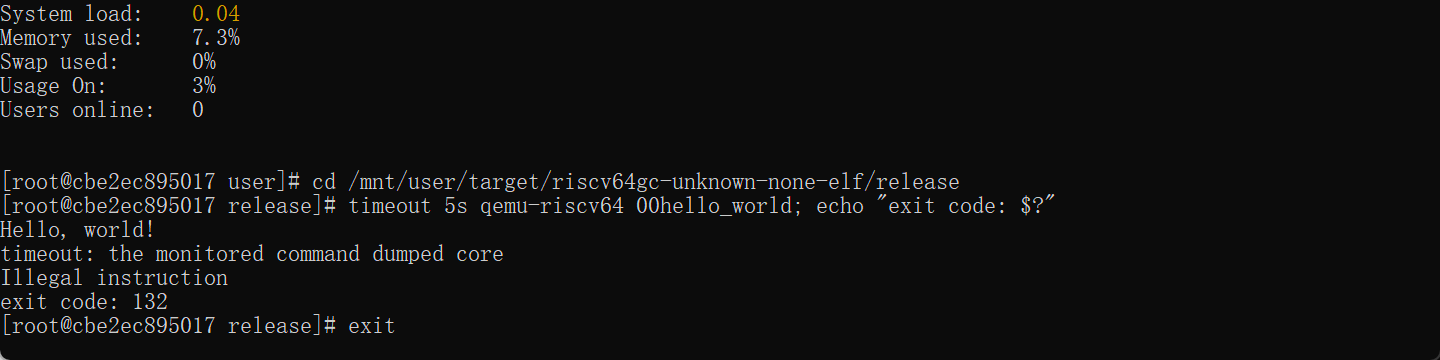 System load:    0.04
Memory used:    7.3%
Swap used:      0%
Usage On:       3%
Users online:   0
[root@cbe2ec895017 user]# cd /mnt/user/target/riscv64gc-unknown-none-elf/release
[root@cbe2ec895017 release]# timeout 5s qemu-riscv64 00hello_world; echo "exit code: $?"
Hello, world!
timeout: the monitored command dumped core
Illegal instruction
exit code: 132
[root@cbe2ec895017 release]# exit